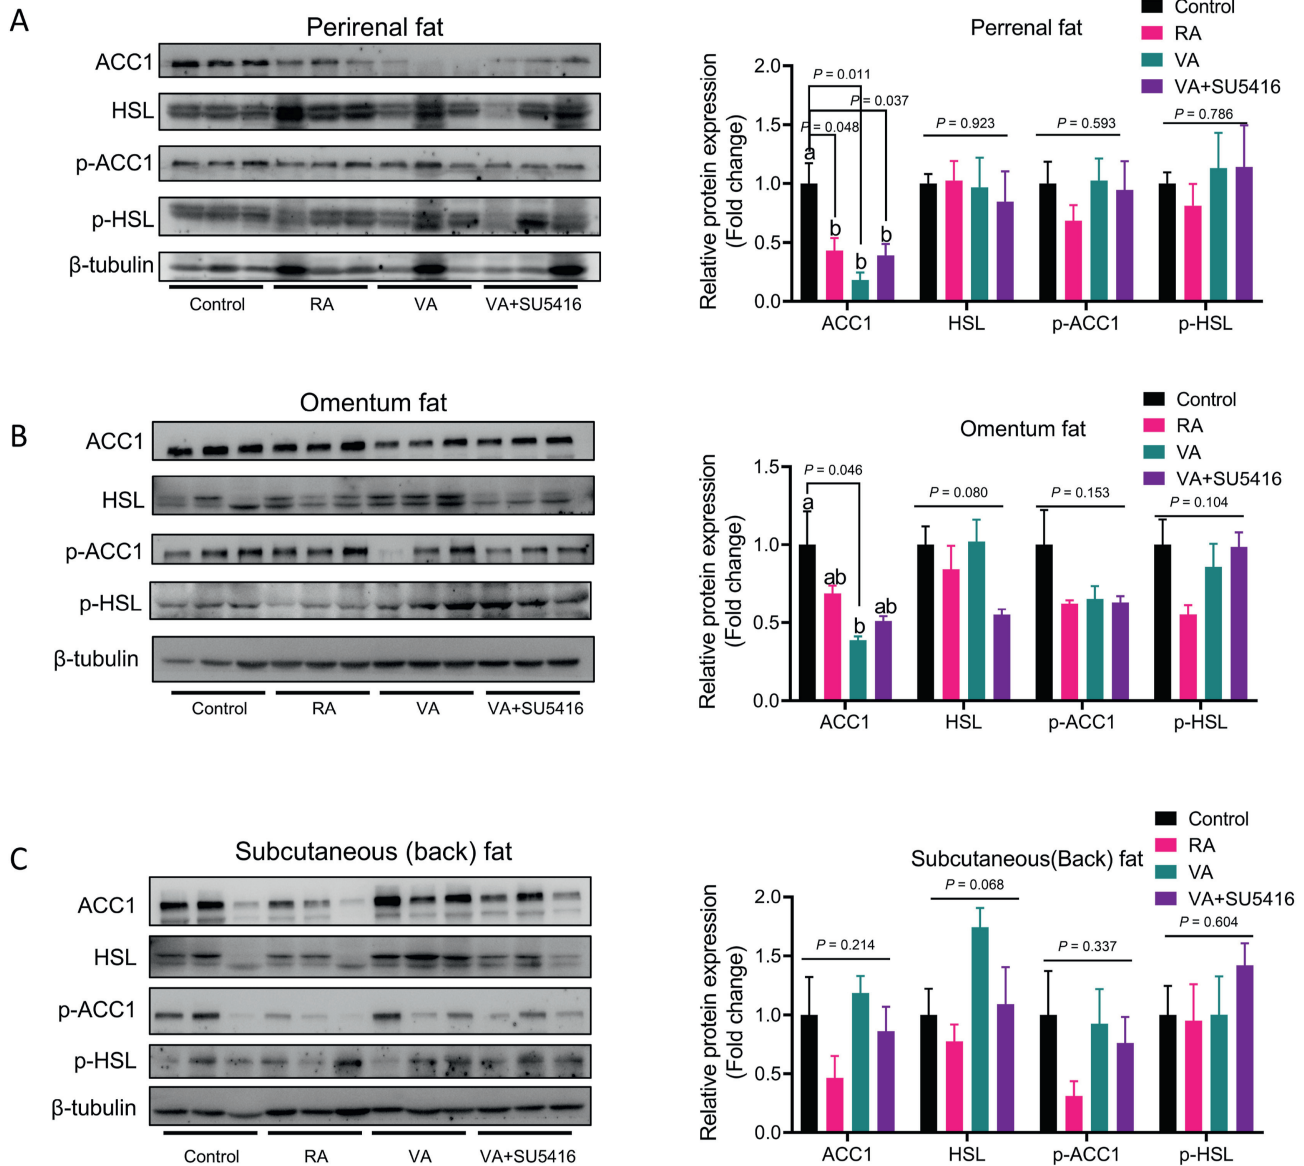 A
Perirenal fat
ACC1
HSL
p-ACC1
p-HSL
β-tubulin
Control RA VA VA+SU5416
Perrenal fat
Control
RA
VA
VA+SU5416
Relative protein expression
(Fold change)
2.0
1.5
1.0
0.5
0.0
P = 0.011
P = 0.037
P = 0.048
a
b
b
b
P = 0.923
P = 0.593
P = 0.786
ACC1 HSL p-ACC1 p-HSL
B
Omentum fat
ACC1
HSL
p-ACC1
p-HSL
β-tubulin
Control RA VA VA+SU5416
Omentum fat
Control
RA
VA
VA+SU5416
Relative protein expression
(Fold change)
1.5
1.0
0.5
0.0
P = 0.046
a
ab
b
ab
P = 0.080
P = 0.153
P = 0.104
ACC1 HSL p-ACC1 p-HSL
C
Subcutaneous (back) fat
ACC1
HSL
p-ACC1
p-HSL
β-tubulin
Control RA VA VA+SU5416
Subcutaneous(Back) fat
Control
RA
VA
VA+SU5416
Relative protein expression
(Fold change)
2.0
1.5
1.0
0.5
0.0
P = 0.214
P = 0.068
P = 0.337
P = 0.604
ACC1 HSL p-ACC1 p-HSL